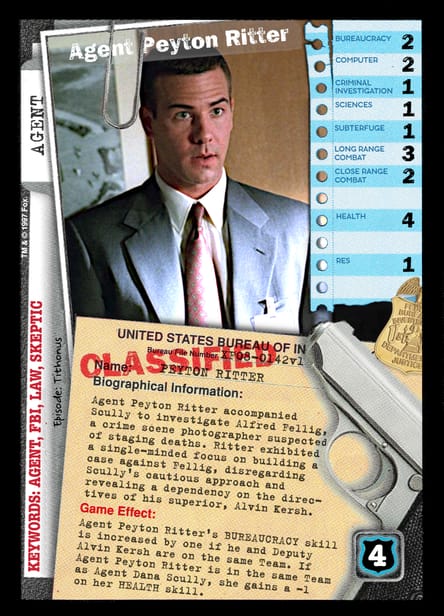 Agent Peyton Ritter
AGENT
TM & © 1997 Fox.
KEYWORDS: AGENT, FBI, LAW, SKEPTIC
Episode: Tithonus
BUREAUCRACY 2
COMPUTER 2
CRIMINAL
INVESTIGATION 1
SCIENCES 1
SUBTERFUGE 1
LONG RANGE
COMBAT 3
CLOSE RANGE
COMBAT 2
HEALTH 4
RES 1
UNITED STATES BUREAU OF IN
Bureau File Number XF08-0142v1
CLASSIFIED
Name: PEYTON RITTER
Biographical Information:
Agent Peyton Ritter accompanied
Scully to investigate Alfred Fellig,
a crime scene photographer suspected
of staging deaths. Ritter exhibited
a single-minded focus on building a
case against Fellig, disregarding
Scully's cautious approach and
revealing a dependency on the direc-
tives of his superior, Alvin Kersh.
Game Effect:
Agent Peyton Ritter's BUREAUCRACY skill
is increased by one if he and Deputy
Alvin Kersh are on the same Team. If
Agent Peyton Ritter is in the same Team
as Agent Dana Scully, she gains a -1
on her HEALTH skill.
DEPARTMENT
JUSTICE
4